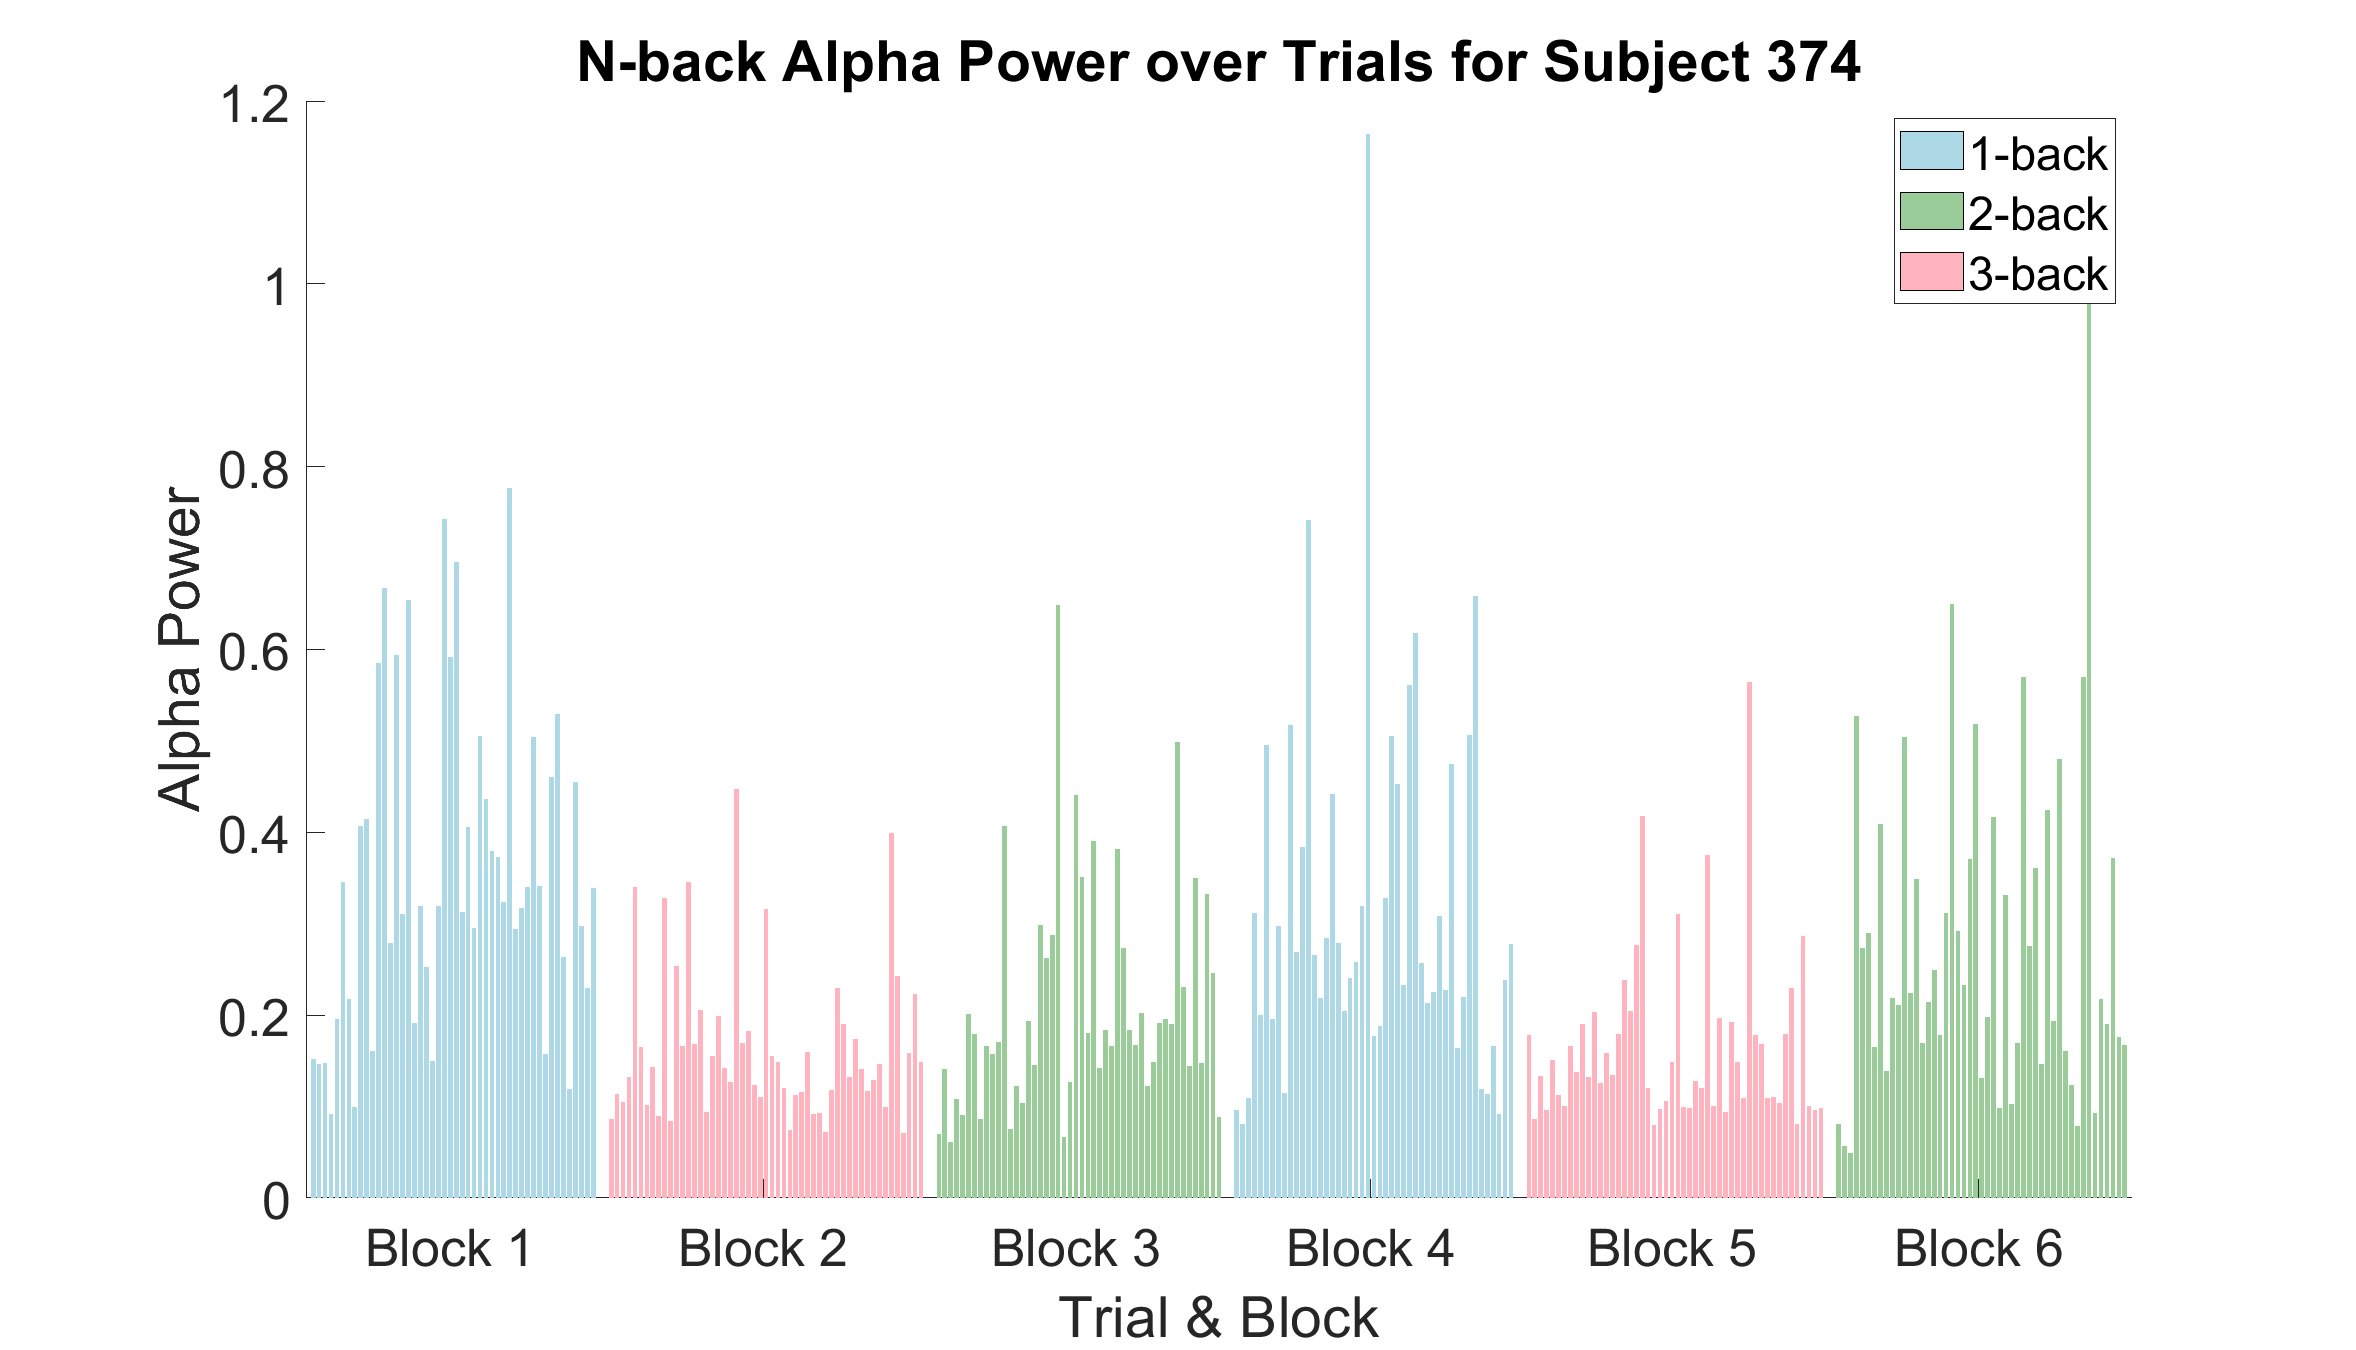 N-back Alpha Power over Trials for Subject 374
1.2
1
0.8
0.6
0.4
0.2
0
Alpha Power
1-back
2-back
3-back
Block 1
Block 2
Block 3
Block 4
Block 5
Block 6
Trial & Block